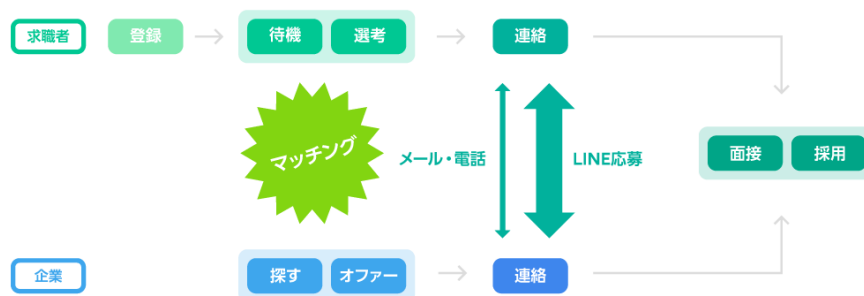 求職者
登録
待機
選考
連絡
マッチング
メール・電話
LINE応募
面接
採用
企業
探す
オファー
連絡